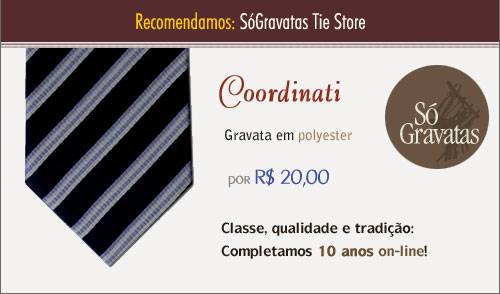 Recomendamos: SóGravatas Tie Store
Coordinati
Só
Gravatas
Gravata em polyester
por R$ 20,00
Classe, qualidade e tradição:
Completamos 10 anos on-line!